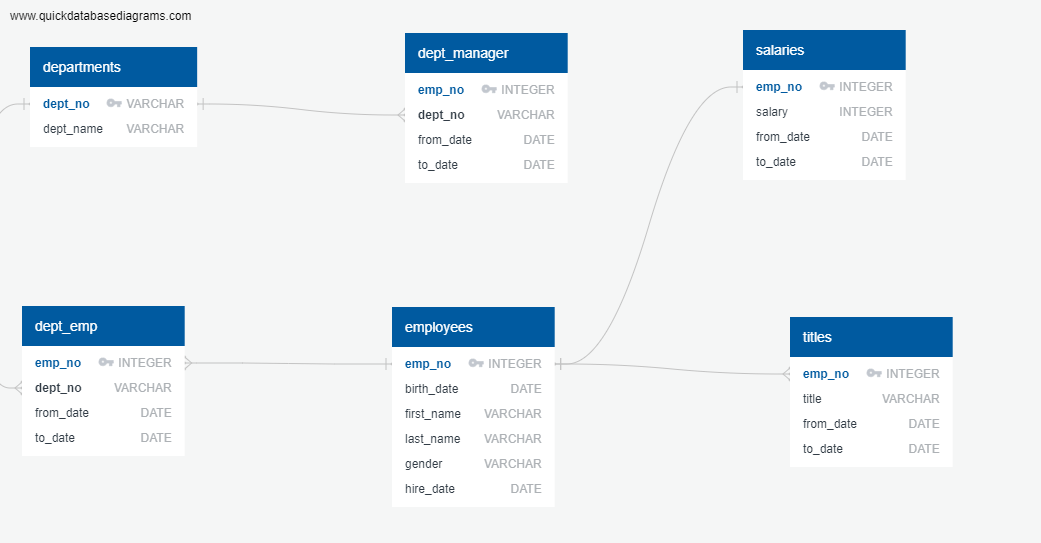 www.quickdatabasediagrams.com
departments
dept_no VARCHAR
dept_name VARCHAR
dept_manager
emp_no INTEGER
dept_no VARCHAR
from_date DATE
to_date DATE
salaries
emp_no INTEGER
salary INTEGER
from_date DATE
to_date DATE
dept_emp
emp_no INTEGER
dept_no VARCHAR
from_date DATE
to_date DATE
employees
emp_no INTEGER
birth_date DATE
first_name VARCHAR
last_name VARCHAR
gender VARCHAR
hire_date DATE
titles
emp_no INTEGER
title VARCHAR
from_date DATE
to_date DATE